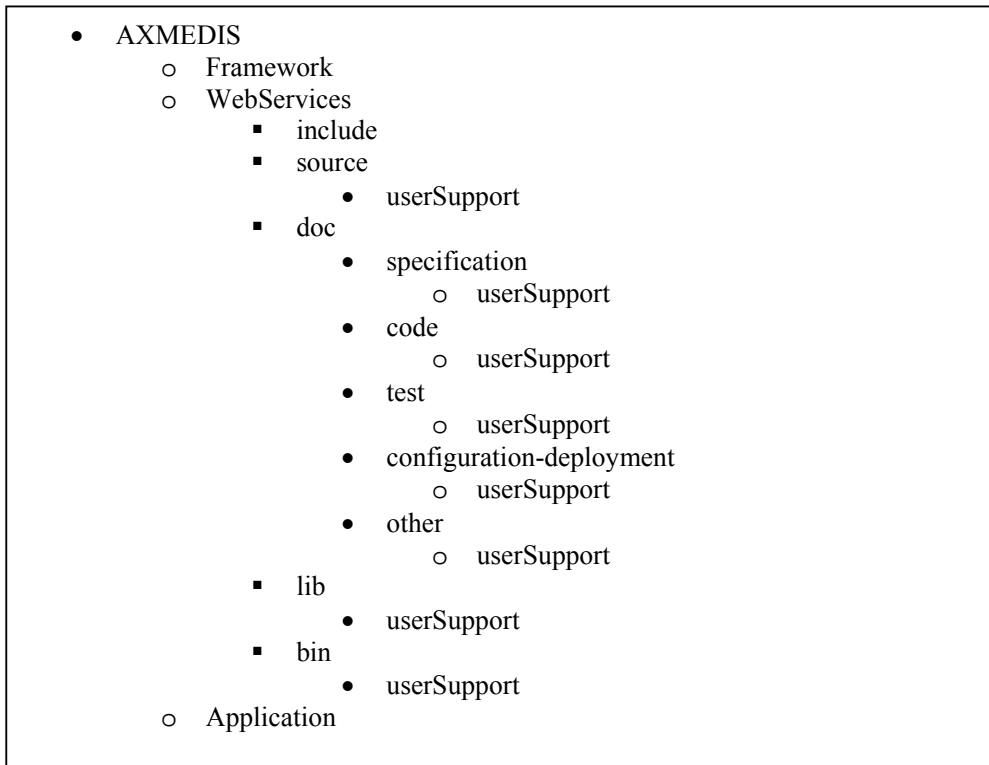 • AXMEDIS
o Framework
o WebServices
▪ include
▪ source
• userSupport
▪ doc
• specification
o userSupport
• code
o userSupport
• test
o userSupport
• configuration-deployment
o userSupport
• other
o userSupport
▪ lib
• userSupport
▪ bin
• userSupport
o Application